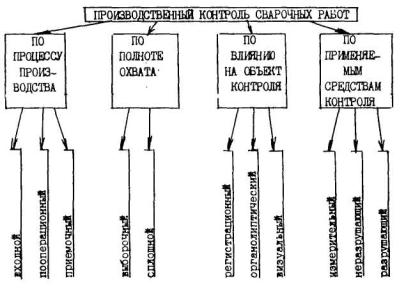 ПРОИЗВОДСТВЕННЫЙ КОНТРОЛЬ СВАРОЧНЫХ РАБОТ
ПО
ПРОЦЕССУ
ПРОИЗ-
ВОДСТВА
ПО
ПОЛНОТЕ
ОХВАТА
ПО
ВЛИЯНИЮ
НА ОБЪЕКТ
КОНТРОЛЯ
ПО
ПРИМЕНЯЕ-
МЫМ
СРЕДСТВАМ
КОНТРОЛЯ
входной
пооперационный
приемочный
выборочный
сплошной
регистрационный
органолиптический
визуальный
измерительный
неразрушающий
разрушающий